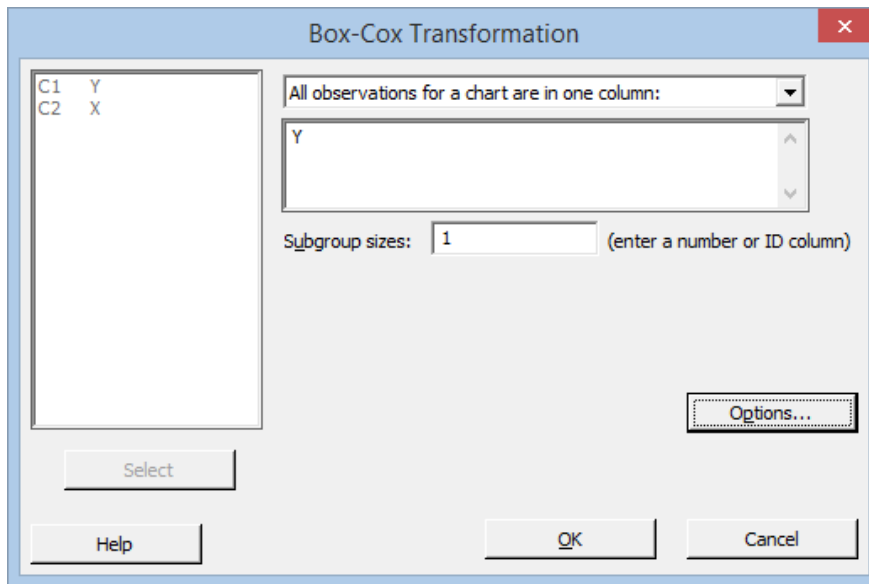 Box-Cox Transformation
×
C1 Y
C2 X
All observations for a chart are in one column:
Y
Subgroup sizes: 1 (enter a number or ID column)
Options...
Select
Help
OK
Cancel